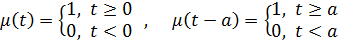 μ(t) = {1, t ≥ 0 0, t < 0 , μ(t − a) = {1, t ≥ a 0, t < a